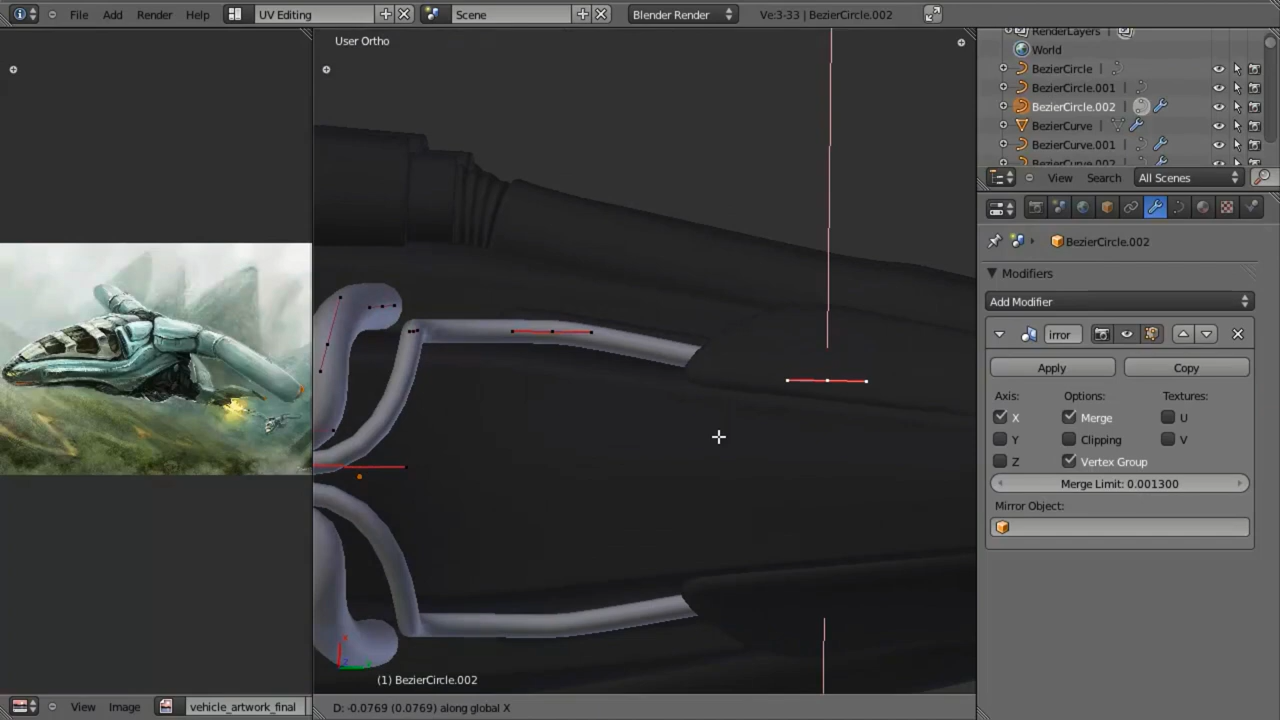 File Add Render Help UV Editing Scene Blender Render Ve:3-33 | BezierCircle.002
User Ortho
RenderLayers
World
BezierCircle
BezierCircle.001
BezierCircle.002
BezierCurve
BezierCurve.001
BezierCurve.002
View Search All Scenes
BezierCircle.002
Modifiers
Add Modifier
irror
Apply Copy
Axis: Options: Textures:
X Merge U
Y Clipping V
Z Vertex Group
Merge Limit: 0.001300
Mirror Object:
(1) BezierCircle.002
View Image vehicle_artwork_final D: -0.0769 (0.0769) along global X